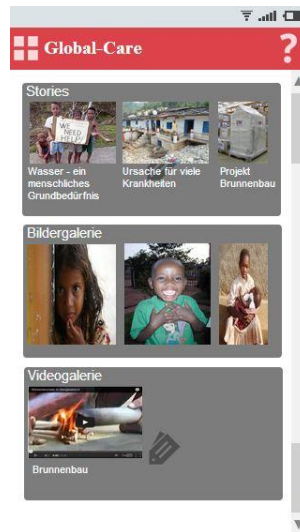 Global-Care
?
Stories
WE
NEED
HELP!
Wasser - ein
menschliches
Grundbedürfnis
Ursache für viele
Krankheiten
Projekt
Brunnenbau
Bildergalerie
Videogalerie
Brunnenbau